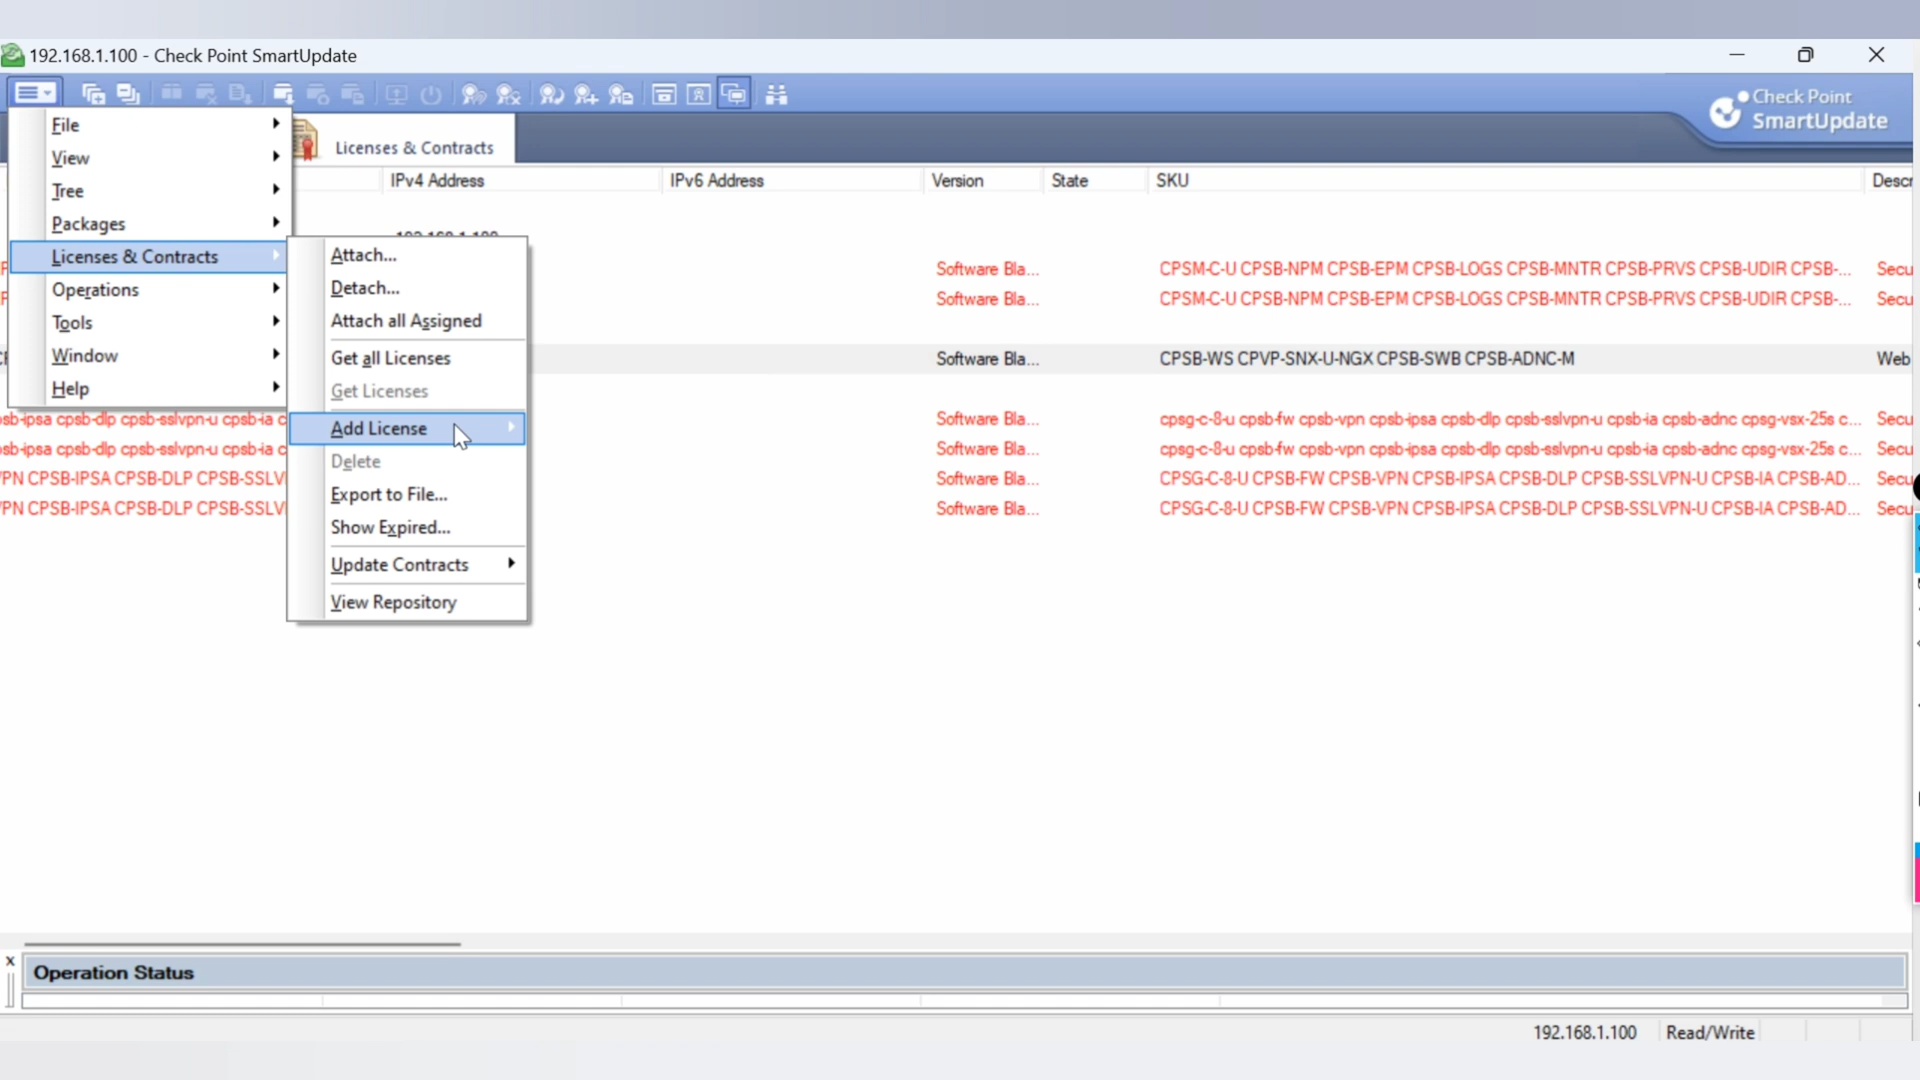 192.168.1.100 - Check Point SmartUpdate
Check Point
SmartUpdate
File
View
Tree
Packages
Licenses & Contracts
Operations
Tools
Window
Help
Licenses & Contracts
IPv4 Address IPv6 Address Version State SKU Descr
192.168.1.100
Attach...
Detach...
Attach all Assigned
Get all Licenses
Get Licenses
Add License
Delete
Export to File...
Show Expired...
Update Contracts
View Repository
Software Bla... CPSM-C-U CPSB-NPM CPSB-EPM CPSB-LOGS CPSB-MNTR CPSB-PRVS CPSB-UDIR CPSB-... Secu
Software Bla... CPSM-C-U CPSB-NPM CPSB-EPM CPSB-LOGS CPSB-MNTR CPSB-PRVS CPSB-UDIR CPSB-... Secu
Software Bla... CPSB-WS CPVP-SNX-U-NGX CPSB-SWB CPSB-ADNC-M Web
sb-ipsa cpsb-dlp cpsb-sslvpn-u cpsb-ia c Software Bla... cpsg-c-8-u cpsb-fw cpsb-vpn cpsb-ipsa cpsb-dlp cpsb-sslvpn-u cpsb-ia cpsb-adnc cpsg-vsx-25s c... Secu
sb-ipsa cpsb-dlp cpsb-sslvpn-u cpsb-ia c Software Bla... cpsg-c-8-u cpsb-fw cpsb-vpn cpsb-ipsa cpsb-dlp cpsb-sslvpn-u cpsb-ia cpsb-adnc cpsg-vsx-25s c... Secu
PN CPSB-IPSA CPSB-DLP CPSB-SSLV Software Bla... CPSG-C-8-U CPSB-FW CPSB-VPN CPSB-IPSA CPSB-DLP CPSB-SSLVPN-U CPSB-IA CPSB-AD... Secu
PN CPSB-IPSA CPSB-DLP CPSB-SSLV Software Bla... CPSG-C-8-U CPSB-FW CPSB-VPN CPSB-IPSA CPSB-DLP CPSB-SSLVPN-U CPSB-IA CPSB-AD... Secu
Operation Status
192.168.1.100 Read/Write